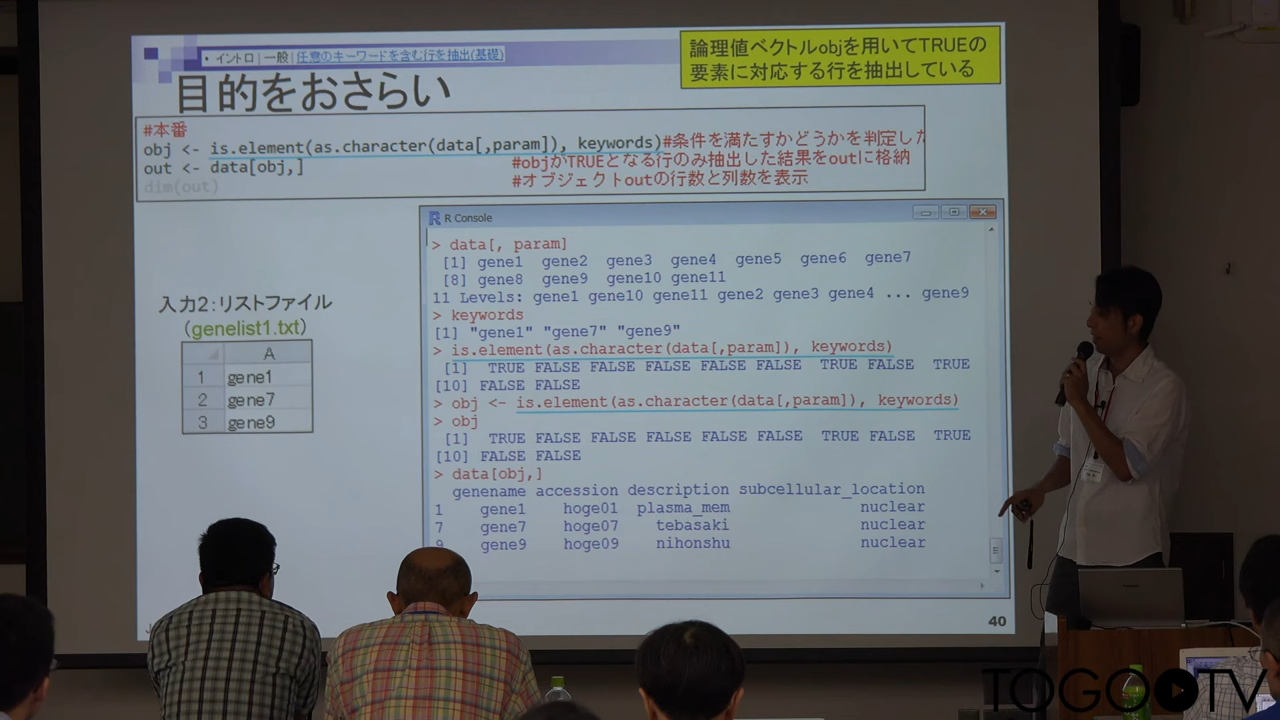 ・イントロ | 一般 | 任意のキーワードを含む行を抽出(基礎)
論理値ベクトルobjを用いてTRUEの
要素に対応する行を抽出している
目的をおさらい
#本番
obj <- is.element(as.character(data[,param]), keywords)#条件を満たすかどうかを判定した
out <- data[obj,] #objがTRUEとなる行のみ抽出した結果をoutに格納
dim(out) #オブジェクトoutの行数と列数を表示
入力2:リストファイル
(genelist1.txt)
A
1 gene1
2 gene7
3 gene9
R Console
> data[, param]
[1] gene1 gene2 gene3 gene4 gene5 gene6 gene7
[8] gene8 gene9 gene10 gene11
11 Levels: gene1 gene10 gene11 gene2 gene3 gene4 ... gene9
> keywords
[1] "gene1" "gene7" "gene9"
> is.element(as.character(data[,param]), keywords)
[1] TRUE FALSE FALSE FALSE FALSE FALSE TRUE FALSE TRUE
[10] FALSE FALSE
> obj <- is.element(as.character(data[,param]), keywords)
> obj
[1] TRUE FALSE FALSE FALSE FALSE FALSE TRUE FALSE TRUE
[10] FALSE FALSE
> data[obj,]
genename accession description subcellular_location
1 gene1 hoge01 plasma_mem nuclear
7 gene7 hoge07 tebasaki nuclear
9 gene9 hoge09 nihonshu nuclear
40
TOGOTV